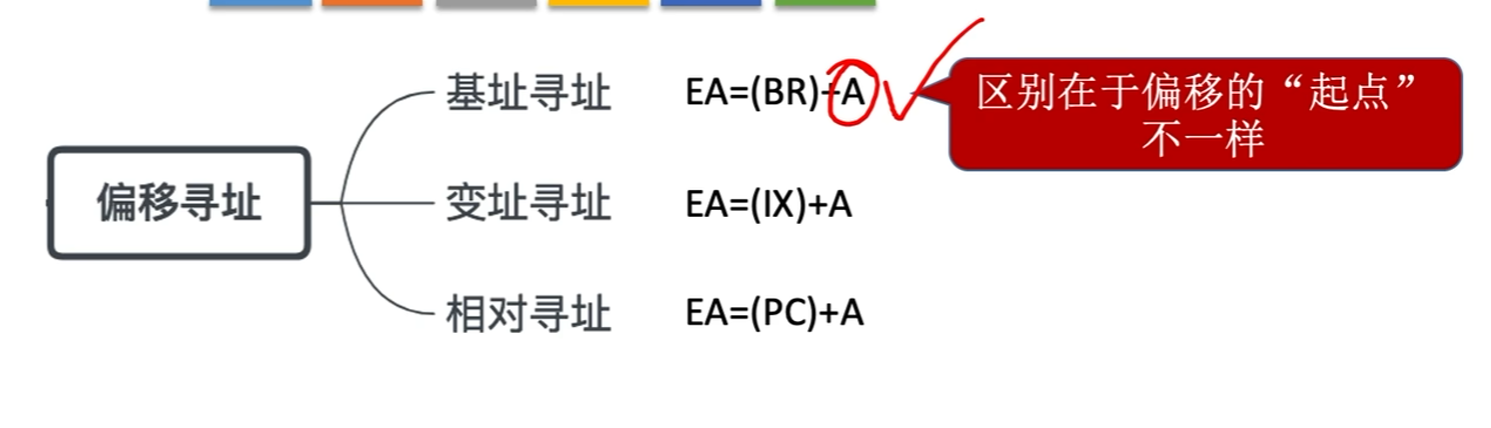 基址寻址 EA=(BR)+A
区别在于偏移的“起点”
不一样
偏移寻址
变址寻址 EA=(IX)+A
相对寻址 EA=(PC)+A